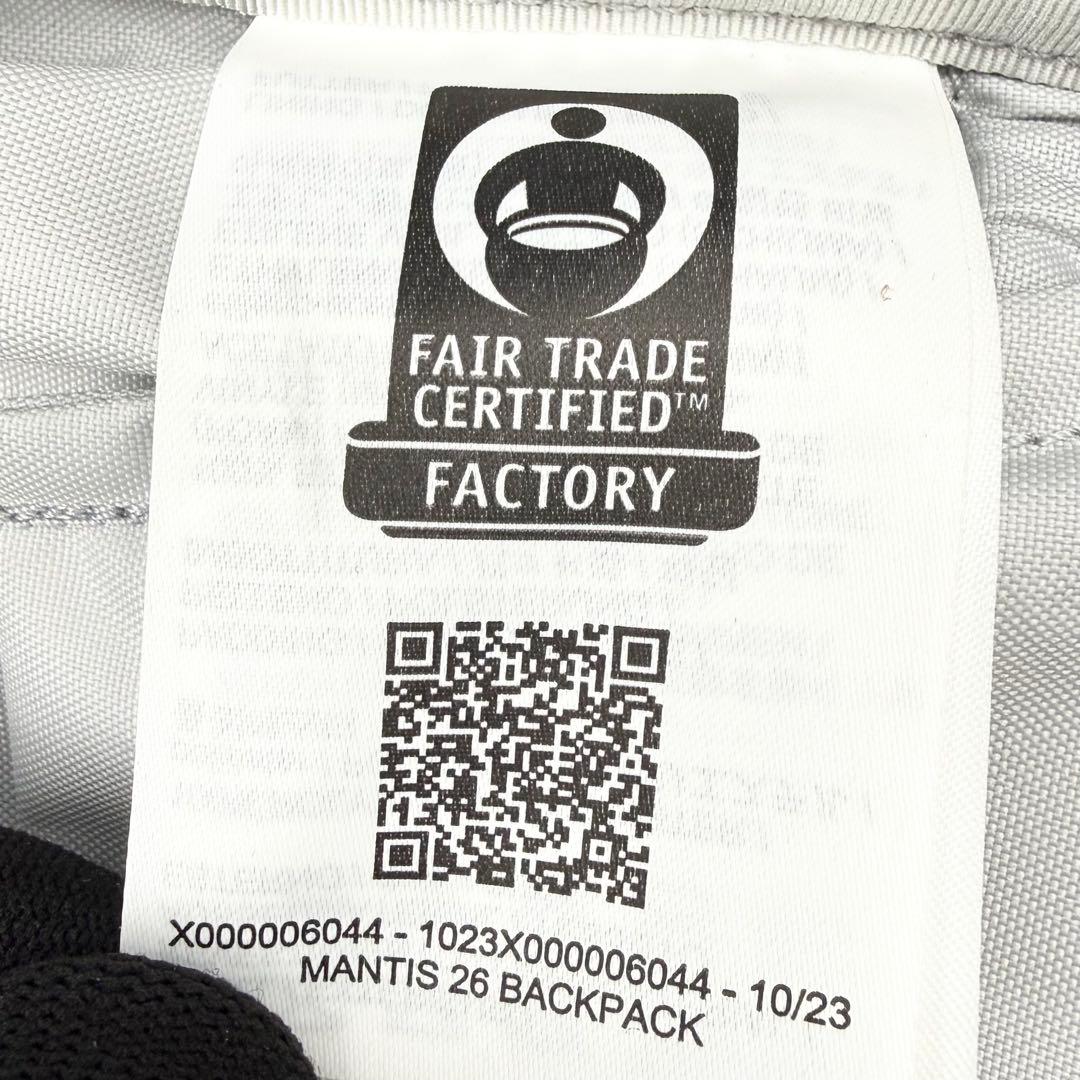 FAIR TRADE
CERTIFIED™
FACTORY
X000006044 - 1023X000006044 - 10/23
MANTIS 26 BACKPACK